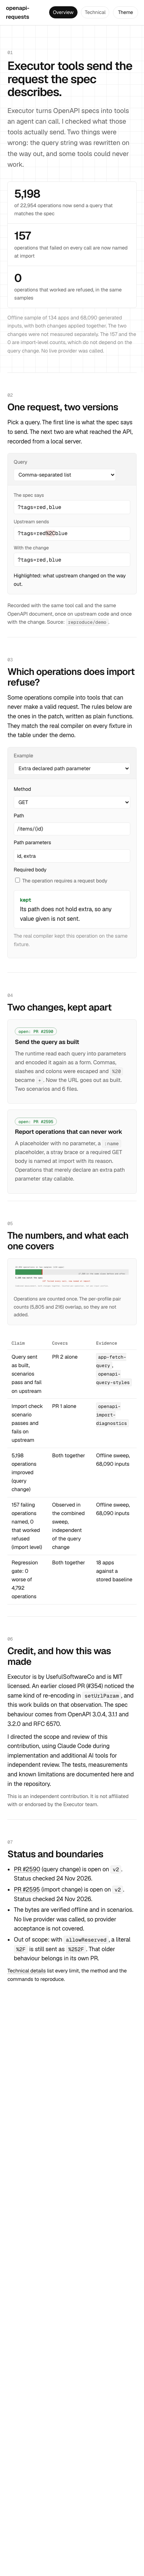 openapi-
requests
Overview
Technical
Theme
01
Executor tools send the
request the spec
describes.
Executor turns OpenAPI specs into tools
an agent can call. I checked what those
tools actually send. Two things were
wrong: the query string was rewritten on
the way out, and some tools could never
work.
5,198
of 22,954 operations now send a query that
matches the spec
157
operations that failed on every call are now named
at import
0
operations that worked are refused, in the same
samples
Offline sample of 134 apps and 68,090 generated
inputs, with both changes applied together. The two
changes were not measured separately. The 157 and the
0 are import-level counts, which do not depend on the
query change. No live provider was called.
02
One request, two versions
Pick a query. The first line is what the spec says
to send. The next two are what reached the API,
recorded from a local server.
Query
Comma-separated list
The spec says
?tags=red,blue
Upstream sends
?tags=red%2Cblue
With the change
?tags=red,blue
Highlighted: what upstream changed on the way
out.
Recorded with the same tool call and the same
OpenAPI document, once on upstream code and once
with the change. Source: reproduce/demo.
03
Which operations does import
refuse?
Some operations compile into tools that can
never make a valid request. The rules below are
the ones in the patch, written as plain functions.
They match the real compiler on every fixture in
the table under the demo.
Example
Extra declared path parameter
Method
GET
Path
/items/{id}
Path parameters
id, extra
Required body
The operation requires a request body
kept
Its path does not hold extra, so any
value given is not sent.
The real compiler kept this operation on the same
fixture.
04
Two changes, kept apart
open: PR #2590
Send the query as built
The runtime read each query into parameters
and encoded it again as a form. Commas,
slashes and colons were escaped and %20
became +. Now the URL goes out as built.
Two scenarios and 6 files.
open: PR #2595
Report operations that can never work
A placeholder with no parameter, a :name
placeholder, a stray brace or a required GET
body is named at import with its reason.
Operations that merely declare an extra path
parameter stay callable.
05
The numbers, and what each
one covers
Operations are counted once. The per-profile pair
counts (5,805 and 216) overlap, so they are not
added.
Claim
Covers
Evidence
Query sent
as built,
scenarios
pass and fail
on upstream
PR 2 alone
app-fetch-
query,
openapi-
query-styles
Import check
scenario
passes and
fails on
upstream
PR 1 alone
openapi-
import-
diagnostics
5,198
operations
improved
(query
change)
Both together
Offline sweep,
68,090 inputs
157 failing
operations
named, 0
that worked
refused
(import level)
Observed in
the combined
sweep,
independent
of the query
change
Offline sweep,
68,090 inputs
Regression
gate: 0
worse of
4,792
operations
Both together
18 apps
against a
stored baseline
06
Credit, and how this was
made
Executor is by UsefulSoftwareCo and is MIT
licensed. An earlier closed PR (#354) noticed the
same kind of re-encoding in setUrlParam, and
this work builds on that observation. The spec
behaviour comes from OpenAPI 3.0.4, 3.1.1 and
3.2.0 and RFC 6570.
I directed the scope and review of this
contribution, using Claude Code during
implementation and additional AI tools for
independent review. The tests, measurements
and known limitations are documented here and
in the repository.
This is an independent contribution. It is not affiliated
with or endorsed by the Executor team.
07
Status and boundaries
PR #2590 (query change) is open on v2.
Status checked 24 Nov 2026.
PR #2595 (import change) is open on v2.
Status checked 24 Nov 2026.
The bytes are verified offline and in scenarios.
No live provider was called, so provider
acceptance is not covered.
Out of scope: with allowReserved, a literal
%2F is still sent as %252F. That older
behaviour belongs in its own PR.
Technical details list every limit, the method and the
commands to reproduce.